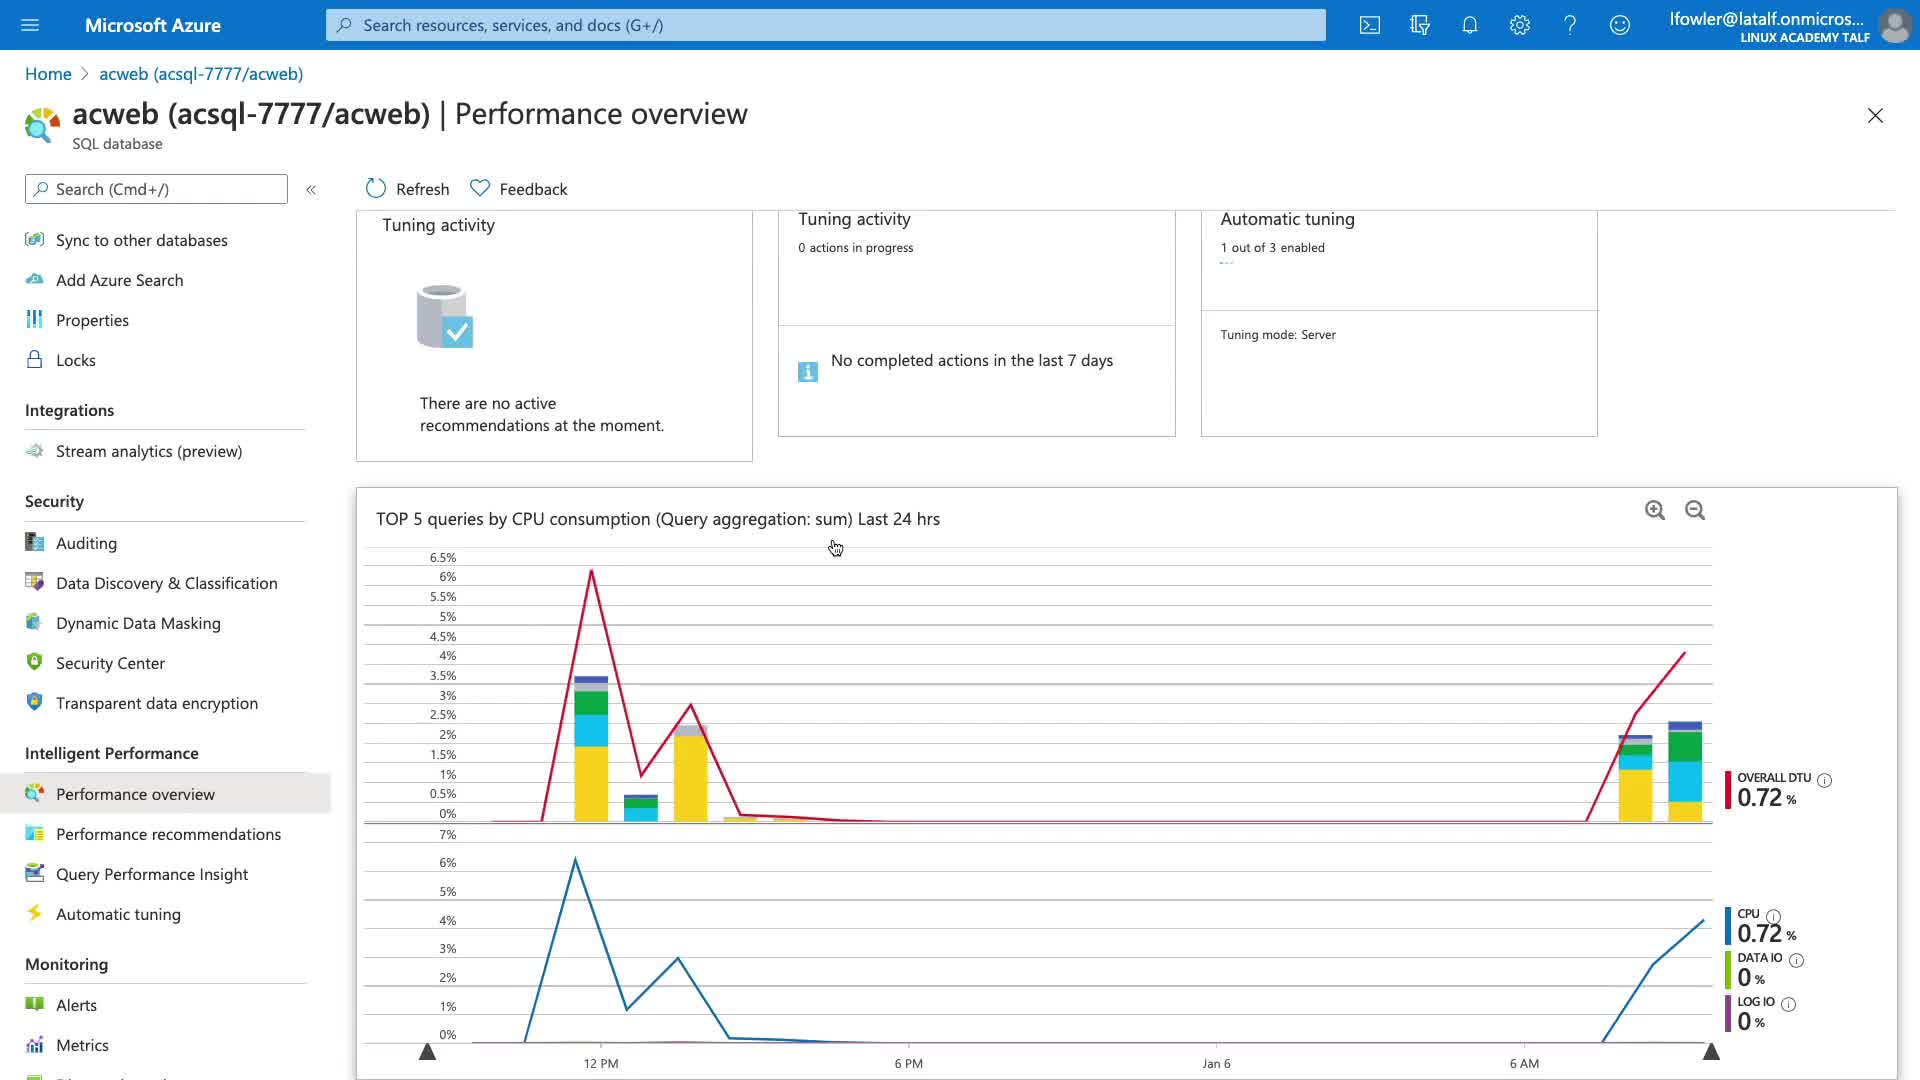 Microsoft Azure
Search resources, services, and docs (G+/)
lfowler@latalf.onmicros...
LINUX ACADEMY TALF
Home > acweb (acsql-7777/acweb)
acweb (acsql-7777/acweb) | Performance overview
SQL database
Search (Cmd+/)
«
Refresh
Feedback
Sync to other databases
Add Azure Search
Properties
Locks
Integrations
Stream analytics (preview)
Security
Auditing
Data Discovery & Classification
Dynamic Data Masking
Security Center
Transparent data encryption
Intelligent Performance
Performance overview
Performance recommendations
Query Performance Insight
Automatic tuning
Monitoring
Alerts
Metrics
Tuning activity
There are no active
recommendations at the moment.
Tuning activity
0 actions in progress
No completed actions in the last 7 days
Automatic tuning
1 out of 3 enabled
Tuning mode: Server
TOP 5 queries by CPU consumption (Query aggregation: sum) Last 24 hrs
6.5%
6%
5.5%
5%
4.5%
4%
3.5%
3%
2.5%
2%
1.5%
1%
0.5%
0%
7%
6%
5%
4%
3%
2%
1%
0%
12 PM
6 PM
Jan 6
6 AM
OVERALL DTU
0.72 %
CPU
0.72 %
DATA IO
0 %
LOG IO
0 %